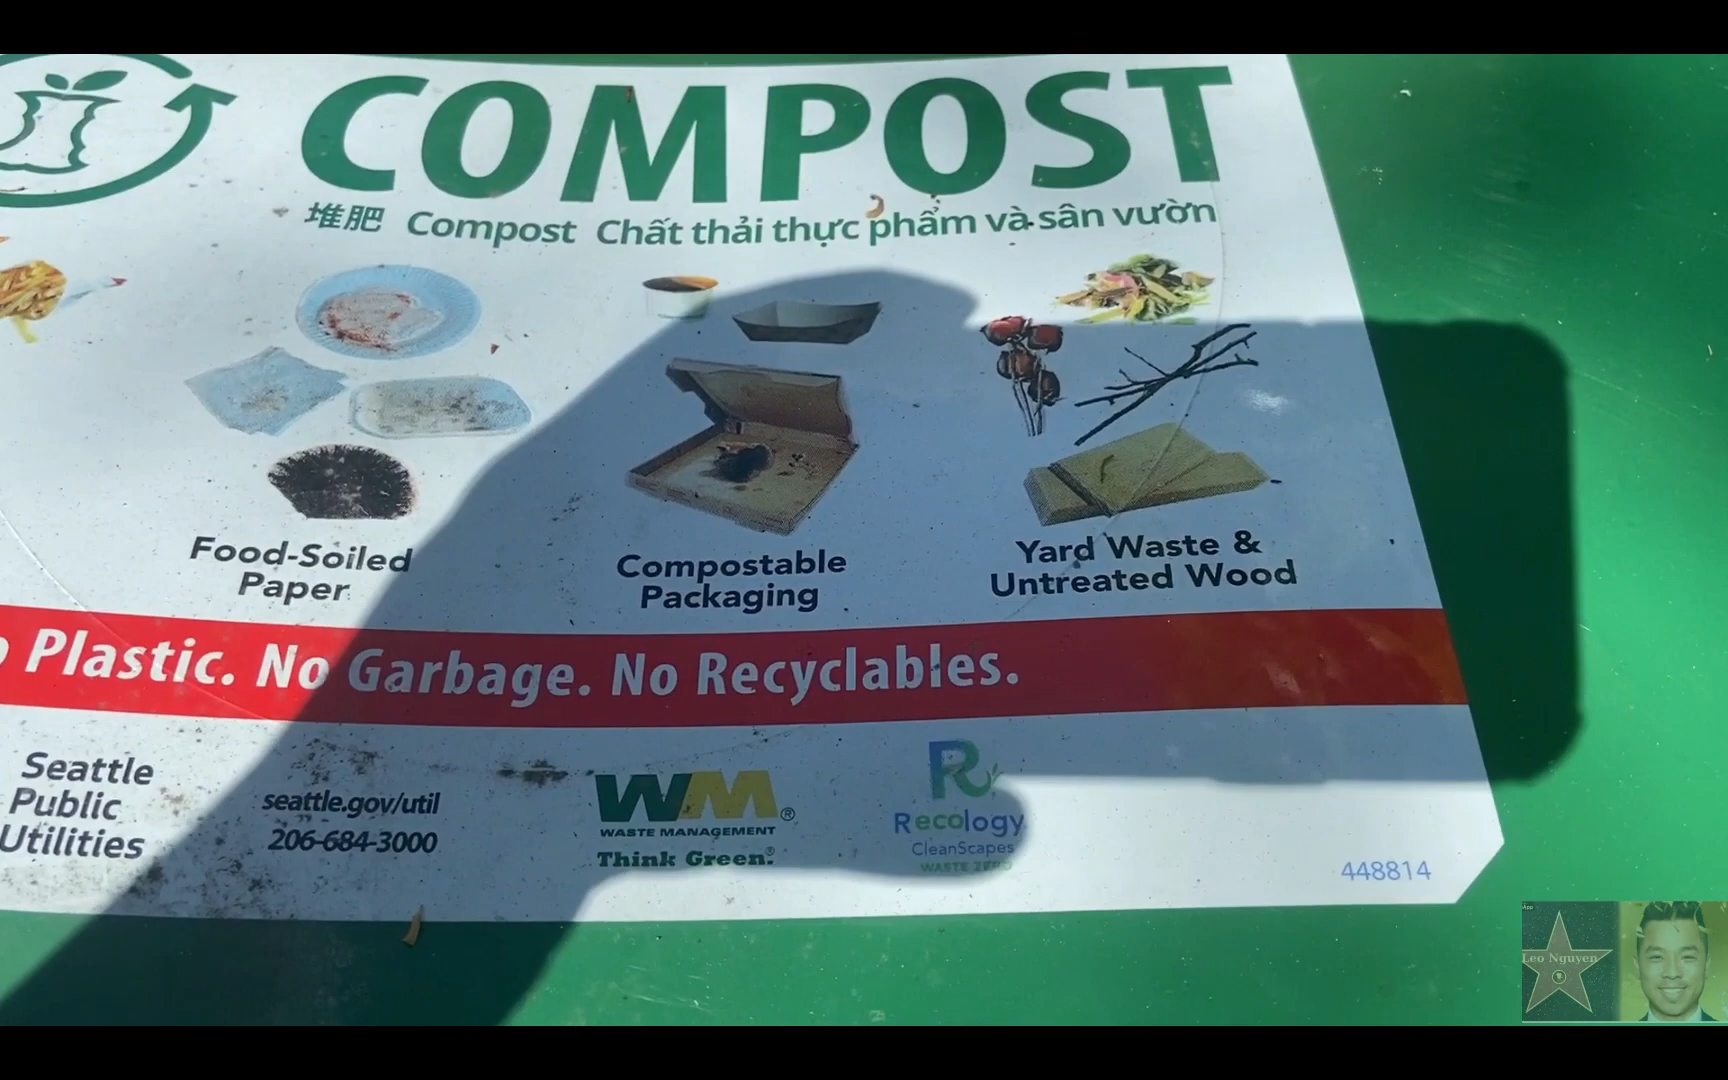 COMPOST
堆肥 Compost Chất thải thực phẩm và sân vườn
Food-Soiled
Paper
Compostable
Packaging
Yard Waste &
Untreated Wood
Plastic. No Garbage. No Recyclables.
Seattle
Public
Utilities
seattle.gov/util
206-684-3000
WM®
WASTE MANAGEMENT
Think Green.®
R
Recology
CleanScapes
WASTE ZERO
448814
Leo Nguyen